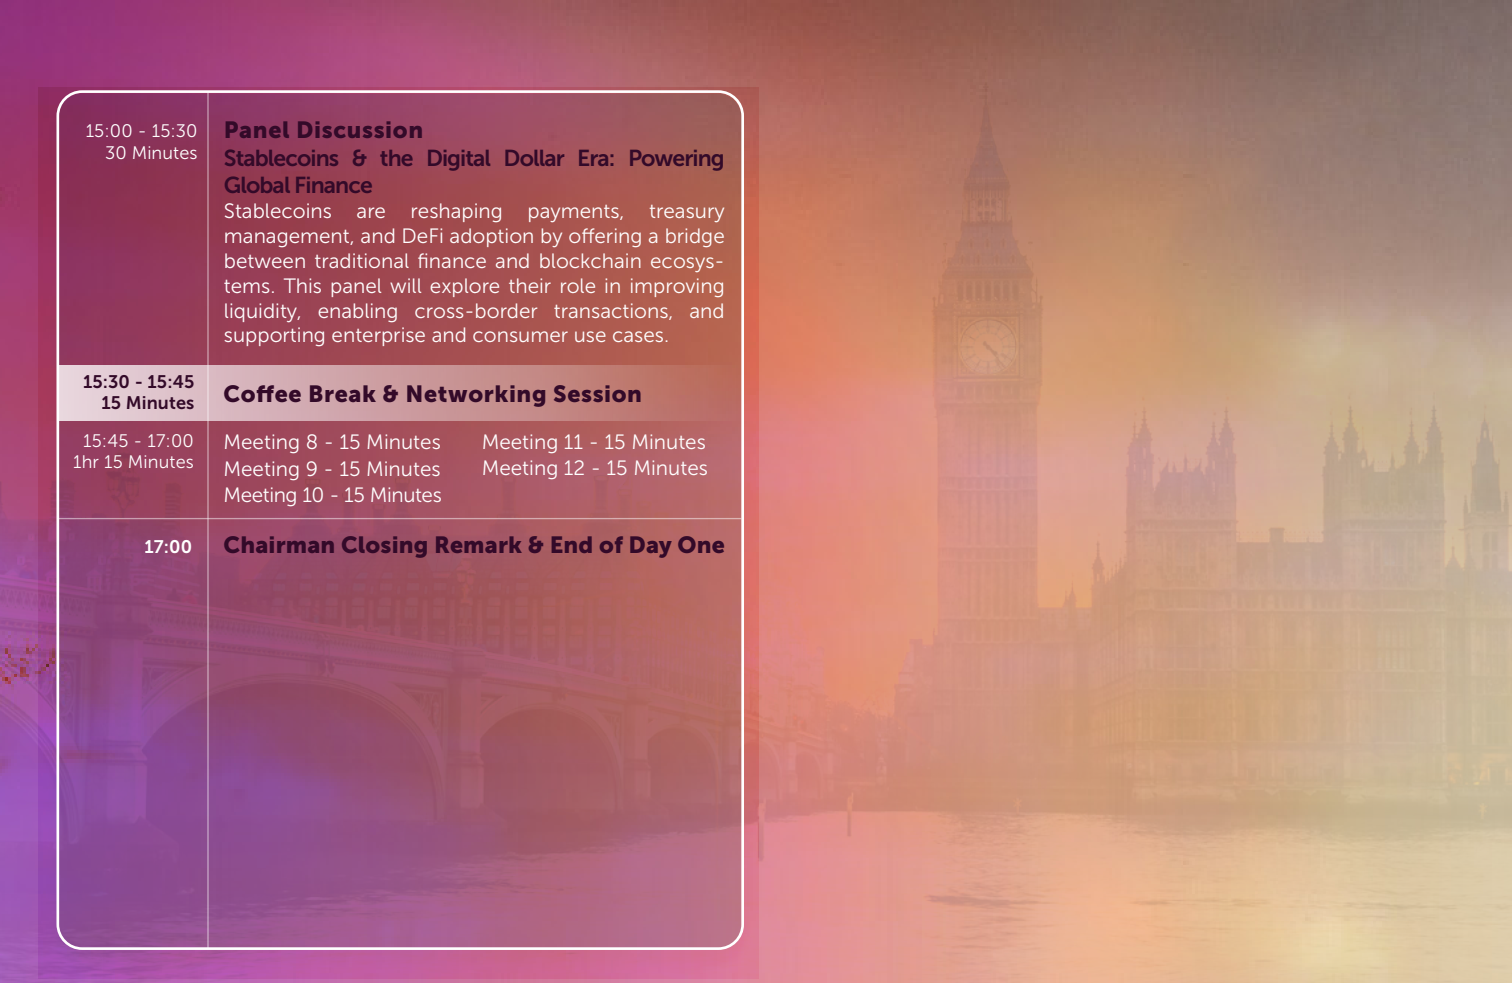 15:00 - 15:30
30 Minutes
Panel Discussion
Stablecoins & the Digital Dollar Era: Powering
Global Finance
Stablecoins are reshaping payments, treasury
management, and DeFi adoption by offering a bridge
between traditional finance and blockchain ecosys-
tems. This panel will explore their role in improving
liquidity, enabling cross-border transactions, and
supporting enterprise and consumer use cases.
15:30 - 15:45
15 Minutes
Coffee Break & Networking Session
15:45 - 17:00
1hr 15 Minutes
Meeting 8 - 15 Minutes
Meeting 9 - 15 Minutes
Meeting 10 - 15 Minutes
Meeting 11 - 15 Minutes
Meeting 12 - 15 Minutes
17:00
Chairman Closing Remark & End of Day One